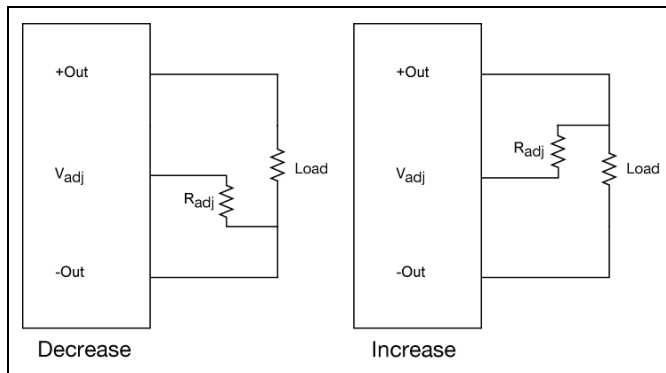 +Out
Load
Vadj
Radj
-Out
Decrease
+Out
Radj
Load
Vadj
-Out
Increase